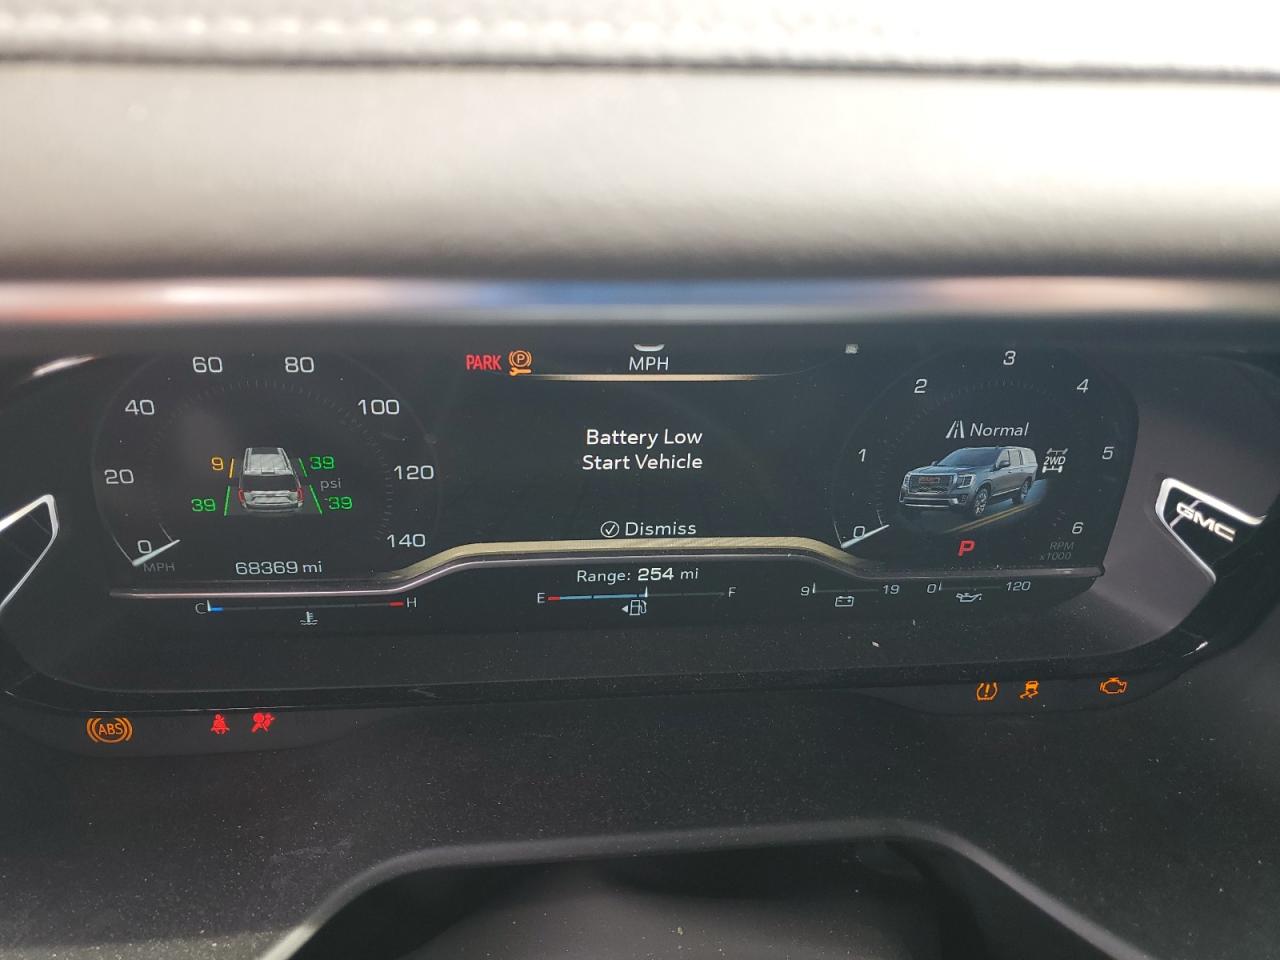 60 80
PARK P
MPH
3
2 4
40 100
Normal
Battery Low
Start Vehicle
1 5
9 39
psi
39 39
20 120
2WD
GMC
0 140
MPH
Dismiss
0 6
P
RPM
x1000
68369 mi
Range: 254 mi
C H
E F
9 19
0 120
ABS